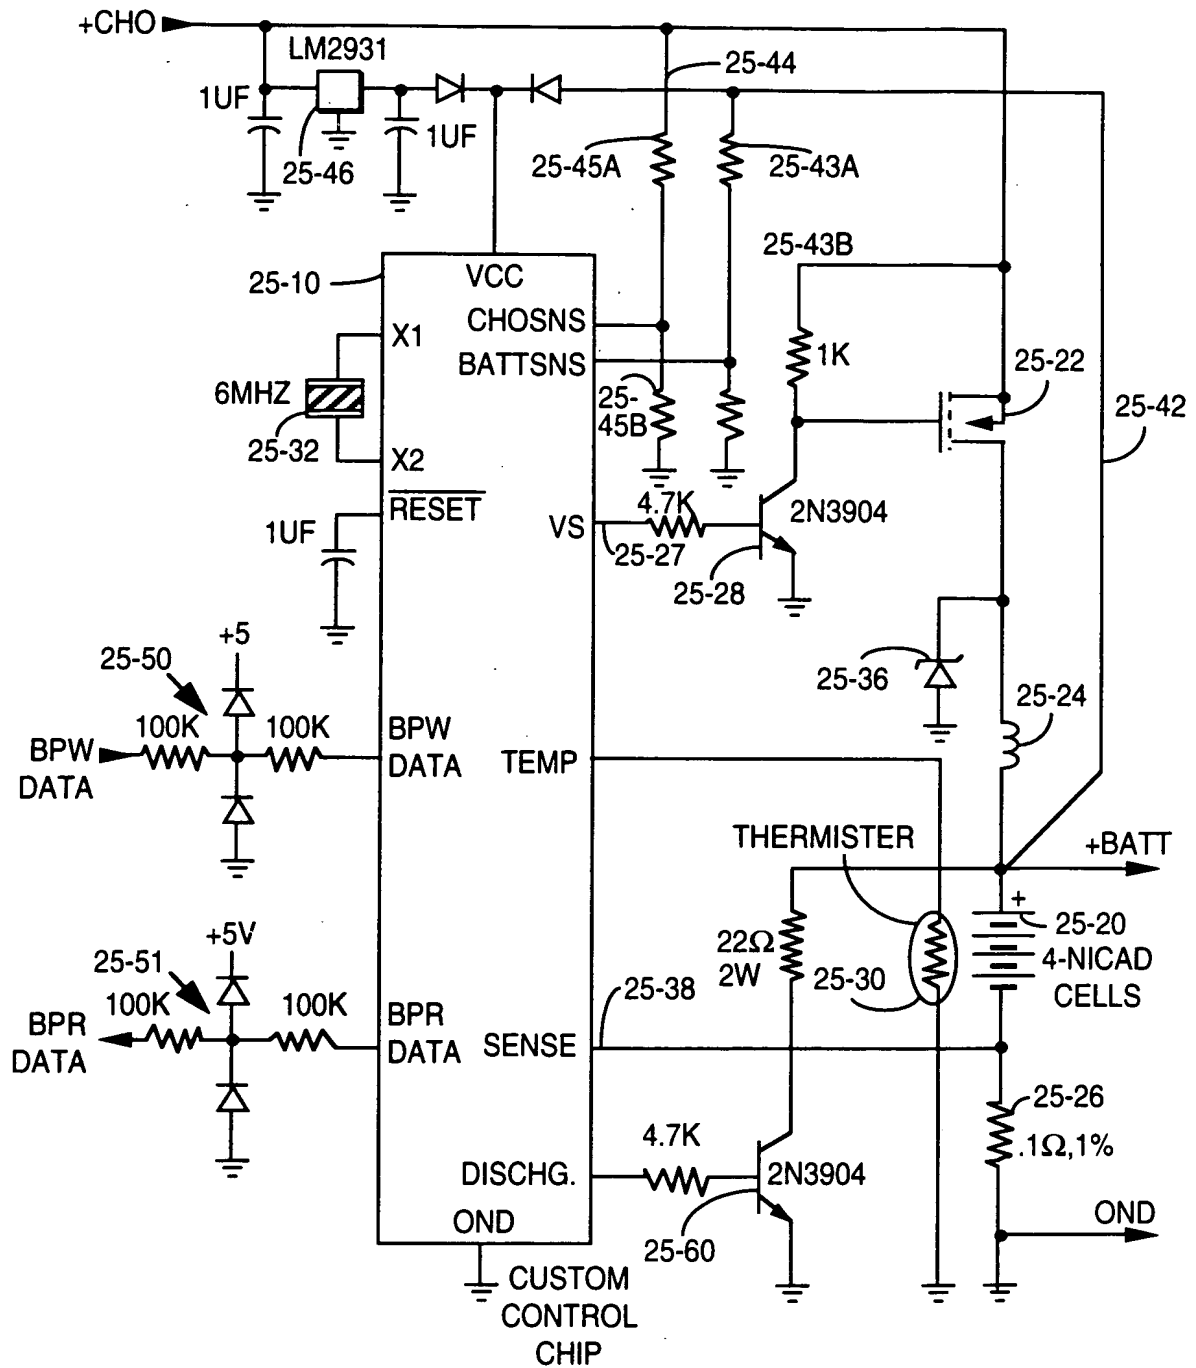 +CHO
LM2931
25-44
1UF
1UF
25-46
25-45A
25-43A
25-43B
25-10
VCC
CHOSNS
X1
BATTSNS
1K
25-22
6MHZ
25-
45B
25-42
25-32
X2
RESET
4.7K
2N3904
1UF
VS
25-27
25-28
+5
25-50
25-36
25-24
100K
100K
BPW
DATA
BPW
DATA
TEMP
THERMISTER
+BATT
+
25-20
+5V
22Ω
2W
4-NICAD
CELLS
25-51
25-30
25-38
100K
100K
BPR
DATA
BPR
DATA
SENSE
25-26
.1Ω,1%
4.7K
DISCHG.
2N3904
OND
OND
25-60
CUSTOM
CONTROL
CHIP